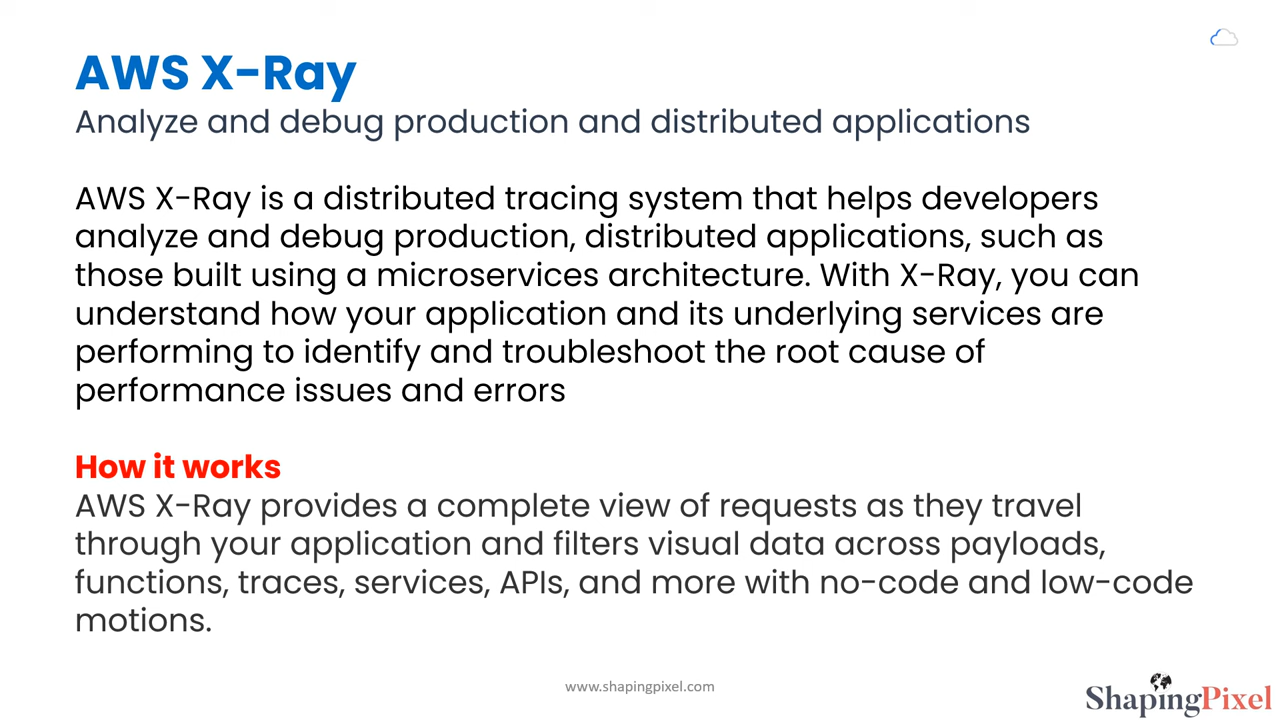 AWS X-Ray
Analyze and debug production and distributed applications
AWS X-Ray is a distributed tracing system that helps developers
analyze and debug production, distributed applications, such as
those built using a microservices architecture. With X-Ray, you can
understand how your application and its underlying services are
performing to identify and troubleshoot the root cause of
performance issues and errors
How it works
AWS X-Ray provides a complete view of requests as they travel
through your application and filters visual data across payloads,
functions, traces, services, APIs, and more with no-code and low-code
motions.
www.shapingpixel.com
ShapingPixel